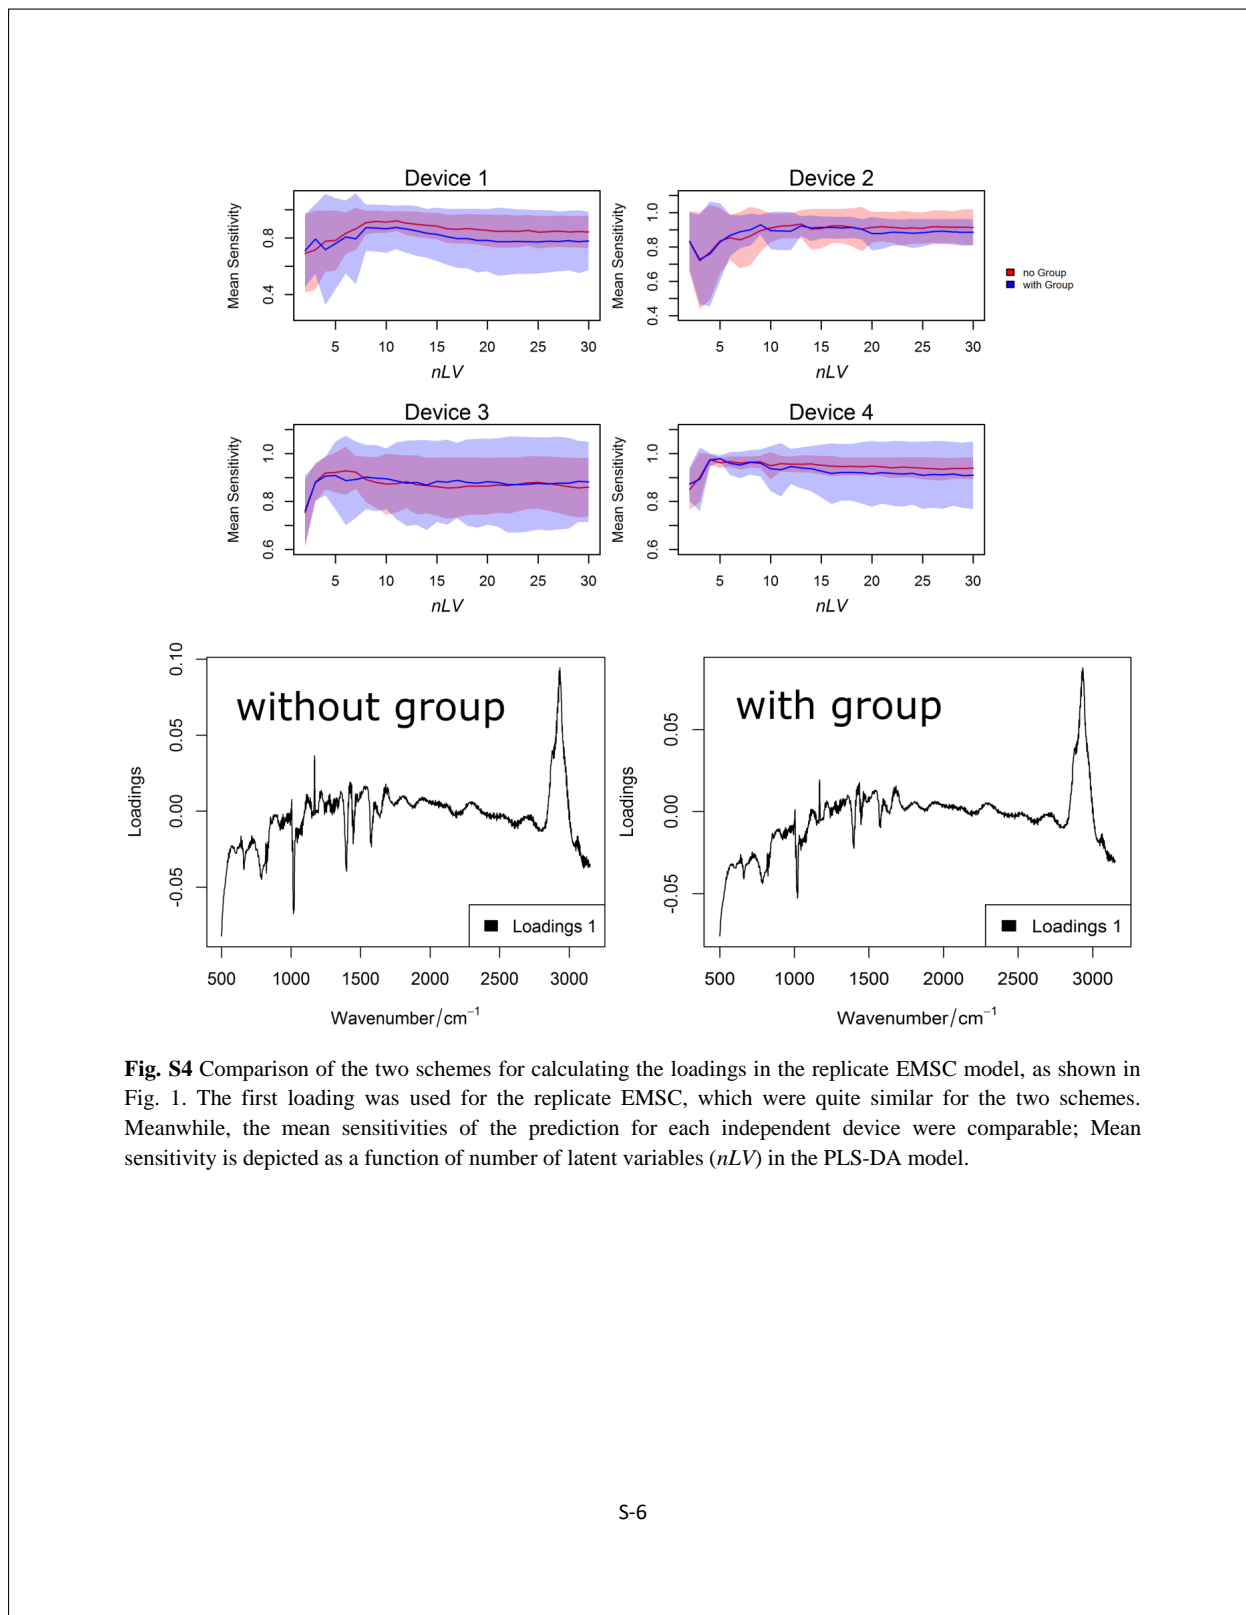 Device 1
Mean Sensitivity
0.4
0.8
5
10
15
20
25
30
nLV
Device 2
Mean Sensitivity
0.4
0.6
0.8
1.0
5
10
15
20
25
30
nLV
no Group
with Group
Device 3
Mean Sensitivity
0.6
0.8
1.0
5
10
15
20
25
30
nLV
Device 4
Mean Sensitivity
0.6
0.8
1.0
5
10
15
20
25
30
nLV
without group
Loadings
0.10
0.05
0.00
-0.05
Loadings 1
500
1000
1500
2000
2500
3000
Wavenumber/cm⁻¹
with group
Loadings
0.05
0.00
-0.05
Loadings 1
500
1000
1500
2000
2500
3000
Wavenumber/cm⁻¹
Fig. S4 Comparison of the two schemes for calculating the loadings in the replicate EMSC model, as shown in
Fig. 1. The first loading was used for the replicate EMSC, which were quite similar for the two schemes.
Meanwhile, the mean sensitivities of the prediction for each independent device were comparable; Mean
sensitivity is depicted as a function of number of latent variables (nLV) in the PLS-DA model.
S-6